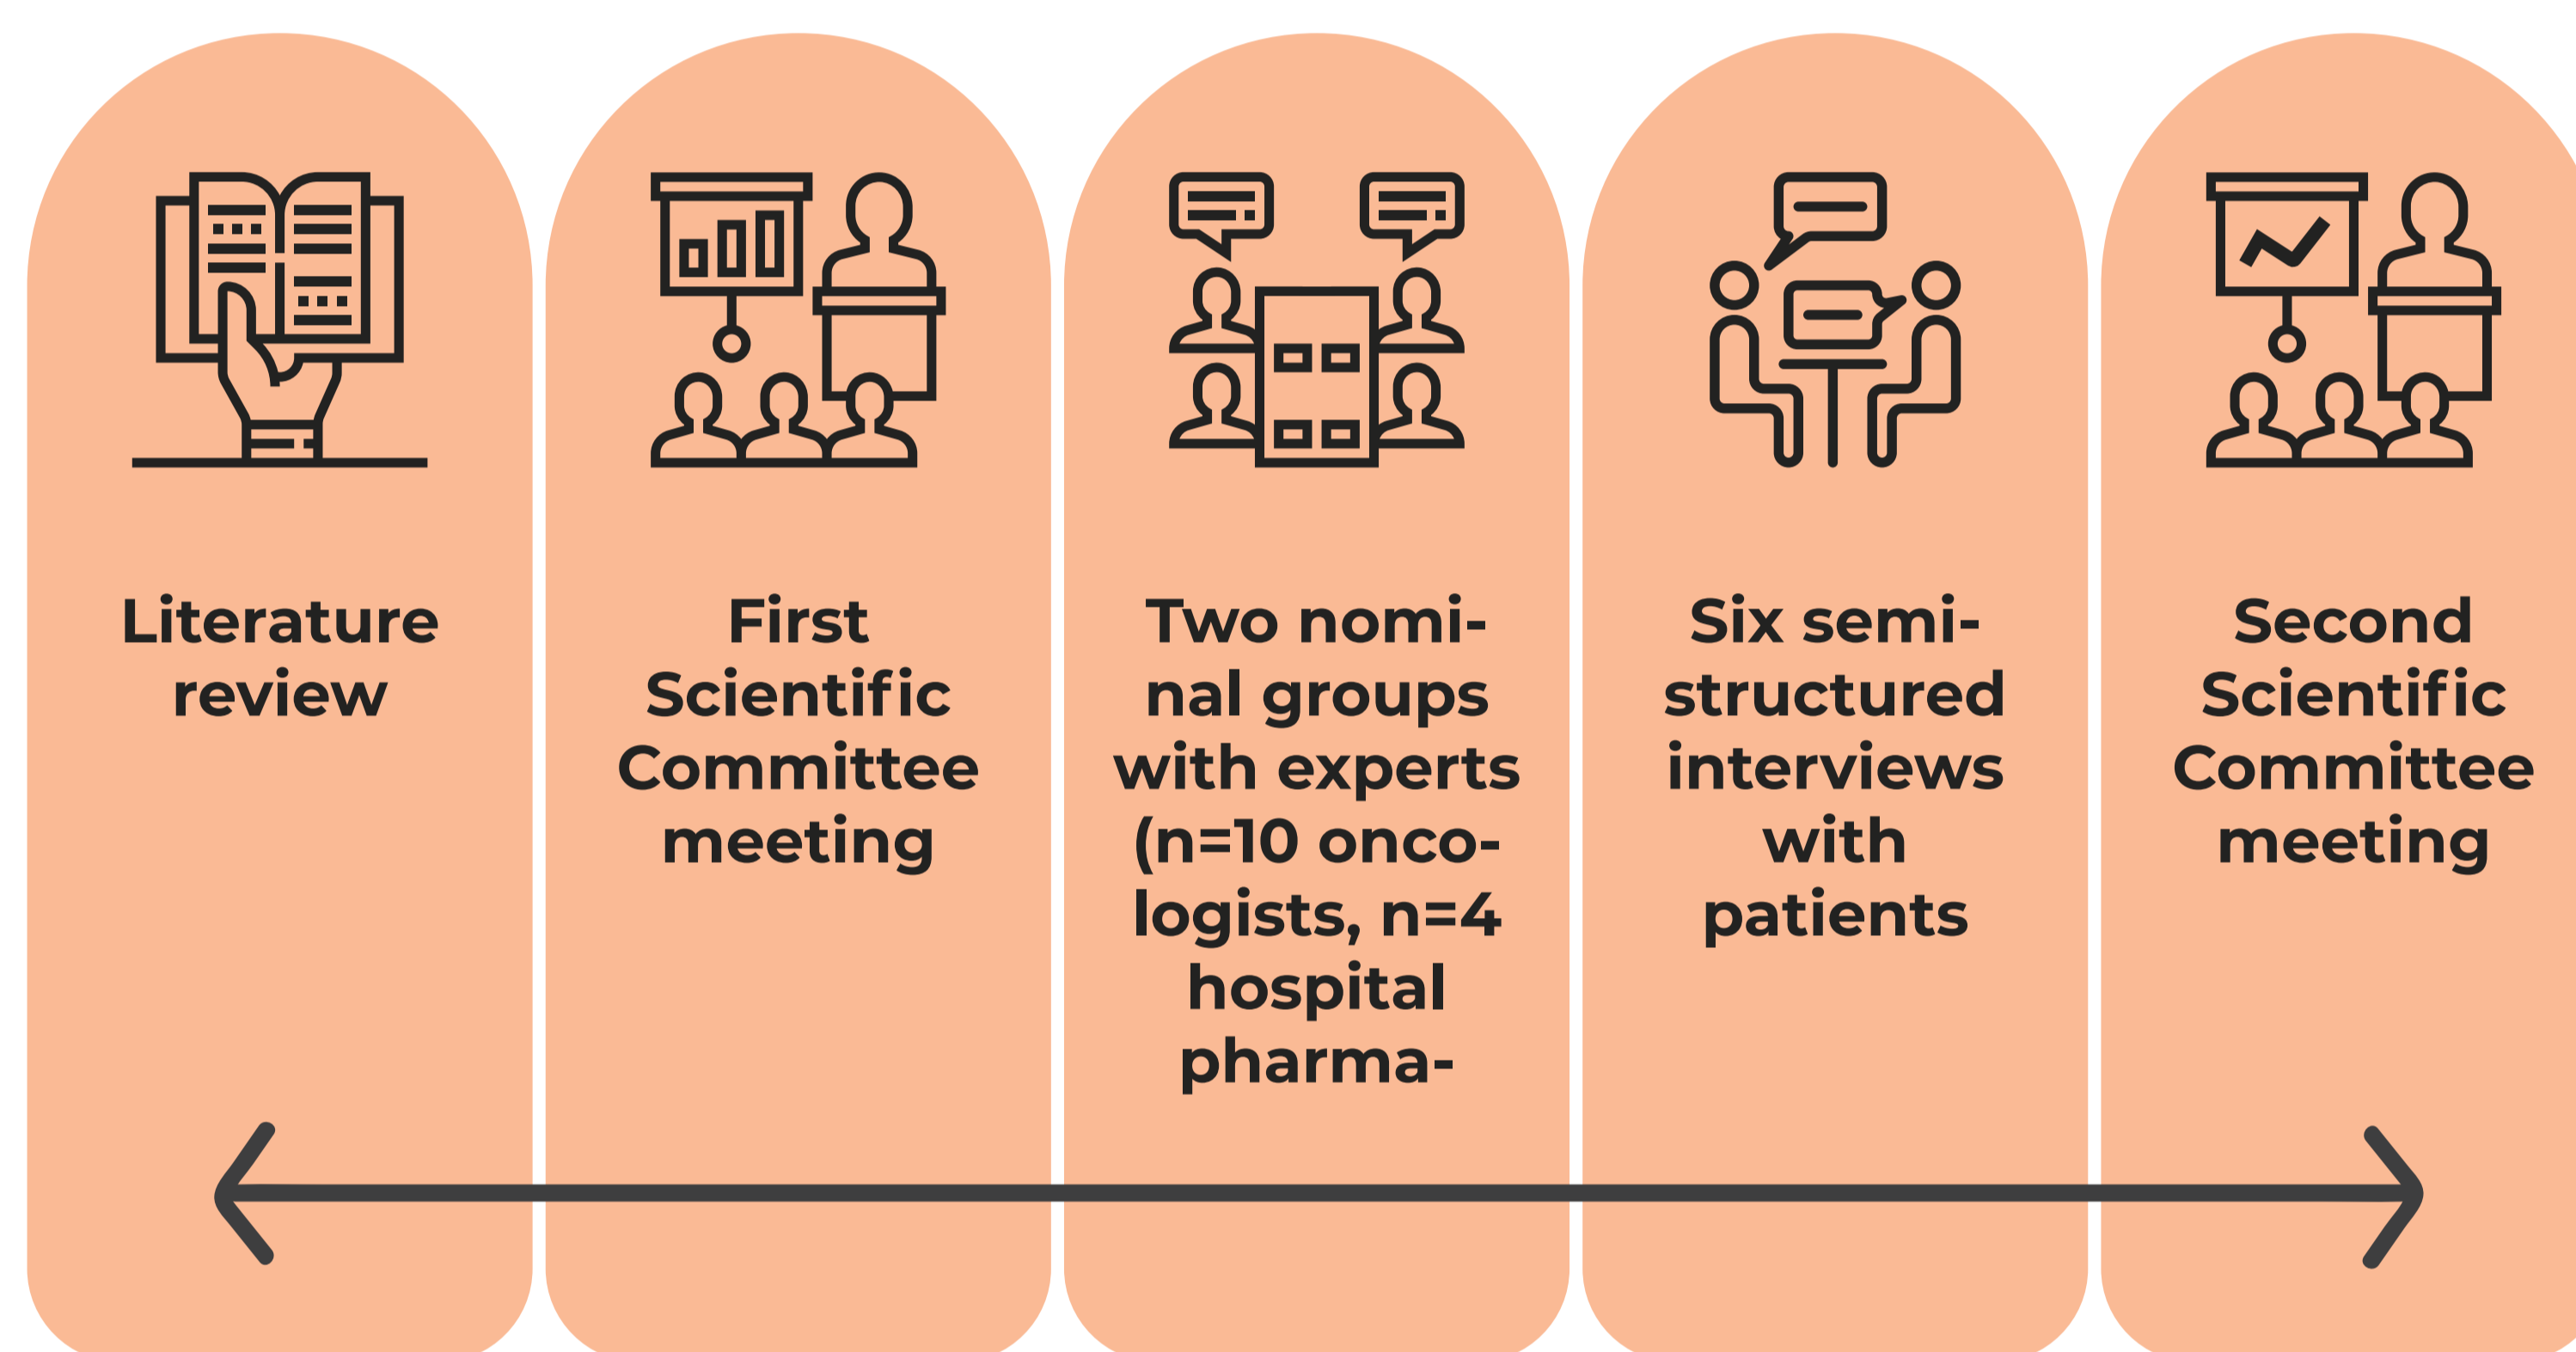 Literature
review
First
Scientific
Committee
meeting
Two nomi-
nal groups
with experts
(n=10 onco-
logists, n=4
hospital
pharma-
Six semi-
structured
interviews
with
patients
Second
Scientific
Committee
meeting